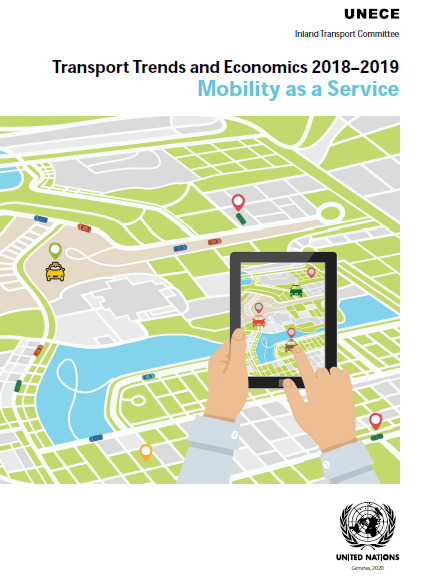 UNECE
Inland Transport Committee
Transport Trends and Economics 2018–2019
Mobility as a Service
UNITED NATIONS
Geneva, 2020